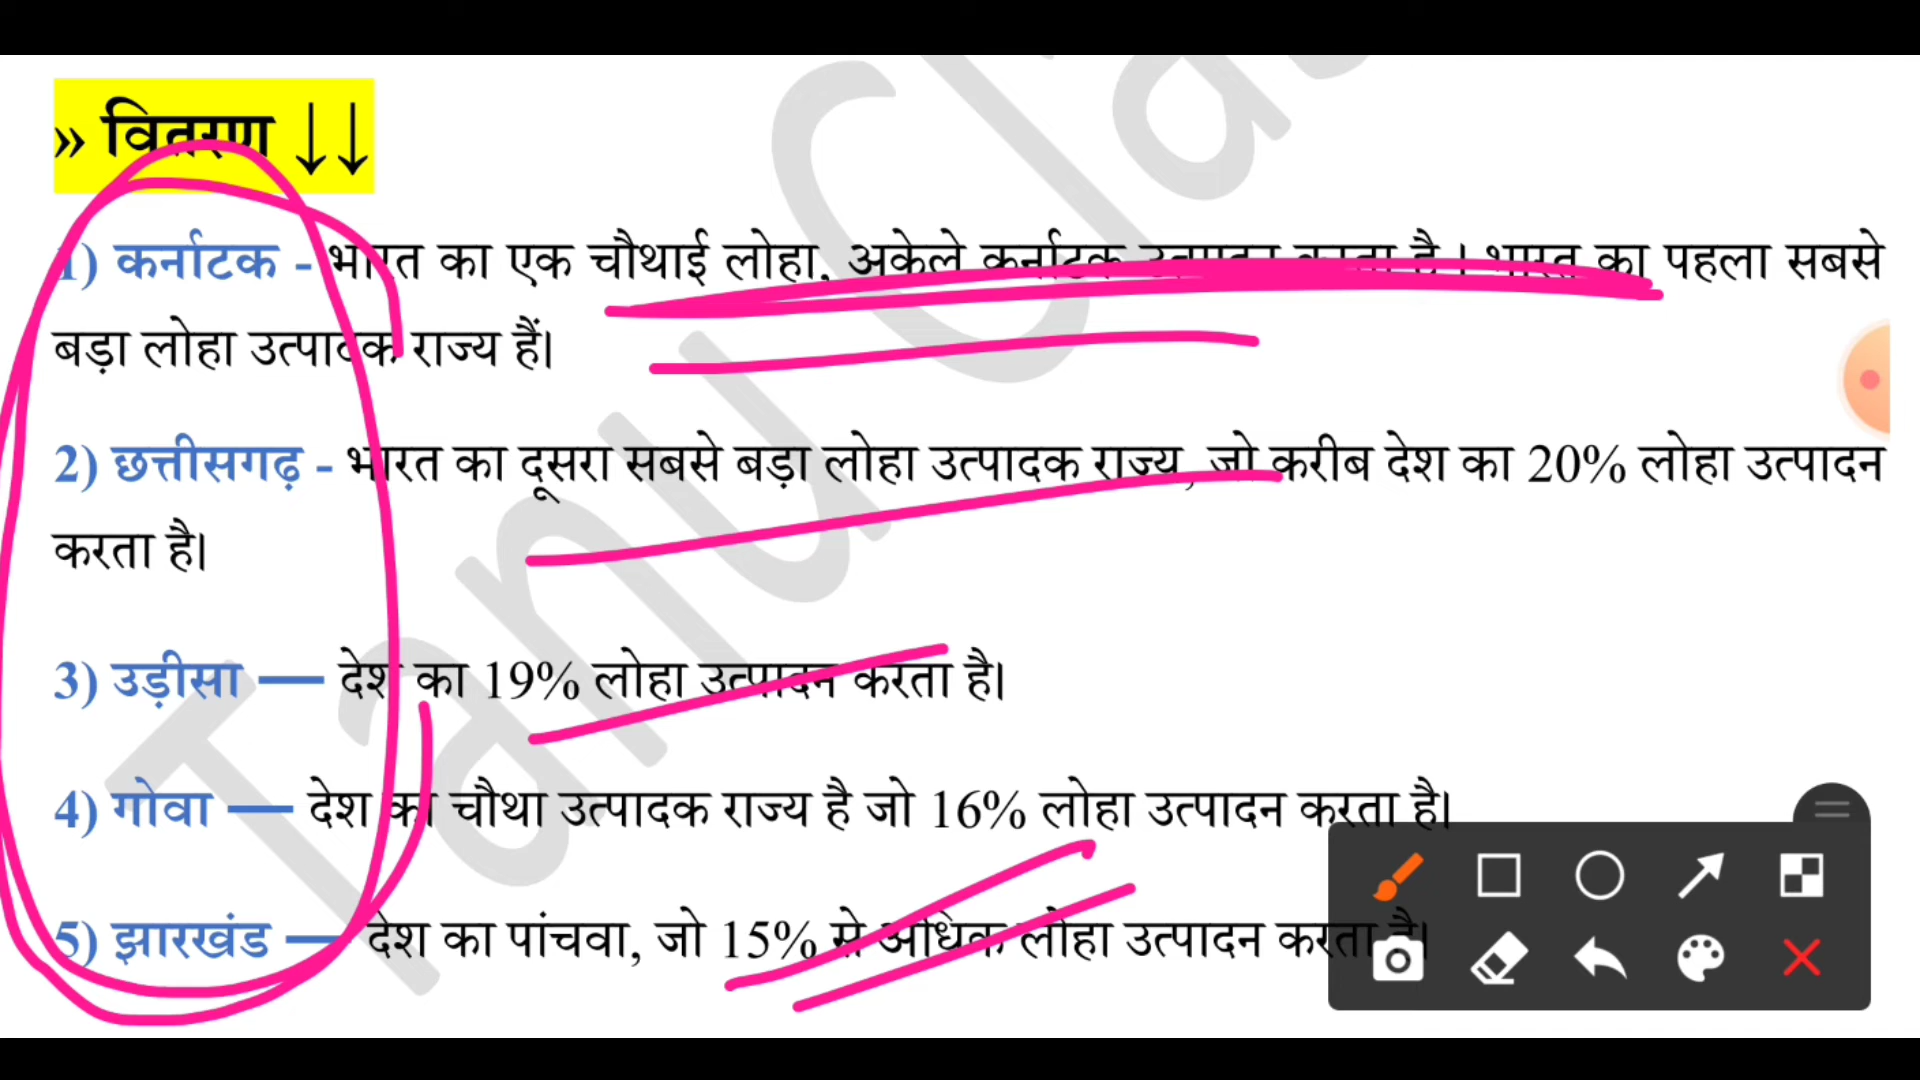 » वितरण ↓↓
1) कर्नाटक - भारत का एक चौथाई लोहा, अकेले कर्नाटक उत्पादन करता है । भारत का पहला सबसे
बड़ा लोहा उत्पादक राज्य हैं।
2) छत्तीसगढ़ - भारत का दूसरा सबसे बड़ा लोहा उत्पादक राज्य, जो करीब देश का 20% लोहा उत्पादन
करता है।
3) उड़ीसा — देश का 19% लोहा उत्पादन करता है।
4) गोवा — देश का चौथा उत्पादक राज्य है जो 16% लोहा उत्पादन करता है।
5) झारखंड — देश का पांचवा, जो 15% से अधिक लोहा उत्पादन करता है।
Tanu Cla